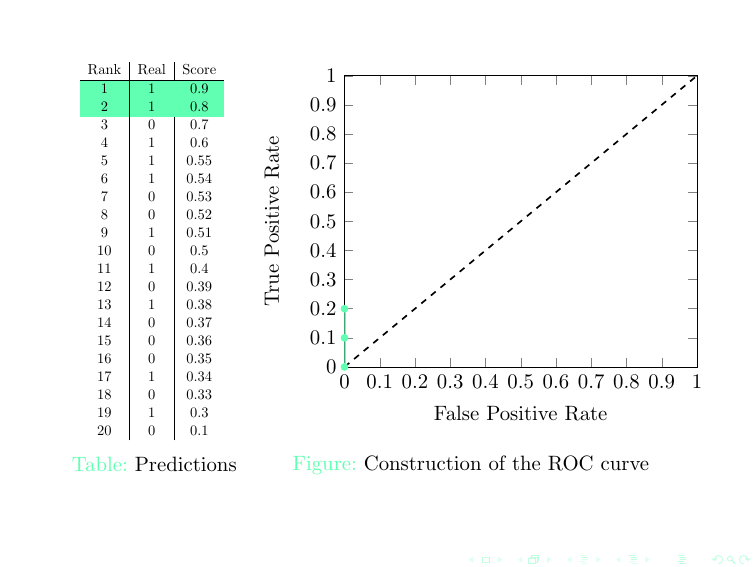 Rank Real Score
1 1 0.9
2 1 0.8
3 0 0.7
4 1 0.6
5 1 0.55
6 1 0.54
7 0 0.53
8 0 0.52
9 1 0.51
10 0 0.5
11 1 0.4
12 0 0.39
13 1 0.38
14 0 0.37
15 0 0.36
16 0 0.35
17 1 0.34
18 0 0.33
19 1 0.3
20 0 0.1
Table: Predictions
True Positive Rate
1
0.9
0.8
0.7
0.6
0.5
0.4
0.3
0.2
0.1
0
0 0.1 0.2 0.3 0.4 0.5 0.6 0.7 0.8 0.9 1
False Positive Rate
Figure: Construction of the ROC curve